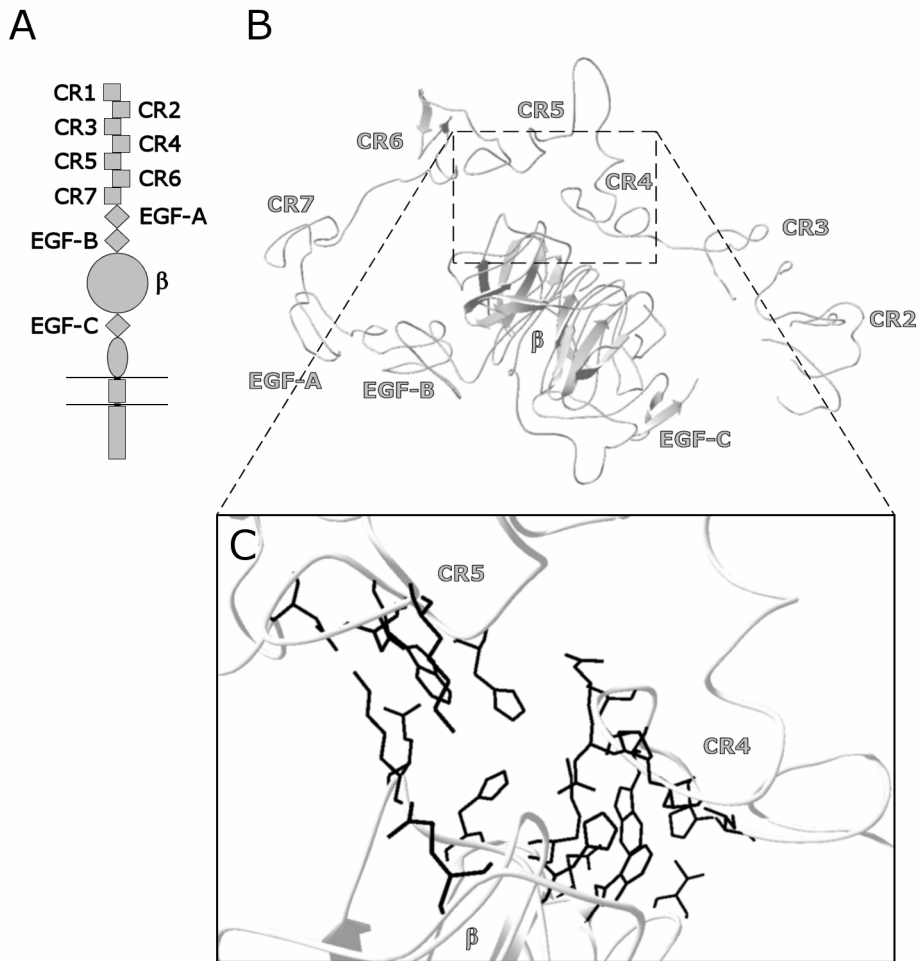 A
CR1
CR2
CR3
CR4
CR5
CR6
CR7
EGF-A
EGF-B
β
EGF-C
B
CR5
CR6
CR4
CR7
CR3
CR2
β
EGF-A
EGF-B
EGF-C
C
CR5
CR4
β